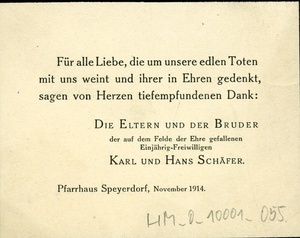 Für alle Liebe, die um unsere edlen Toten
mit uns weint und ihrer in Ehren gedenkt,
sagen von Herzen tiefempfundenen Dank:
Die Eltern und der Bruder
der auf dem Felde der Ehre gefallenen
Einjährig-Freiwilligen
Karl und Hans Schäfer.
Pfarrhaus Speyerdorf, November 1914.
HM_D_10001_055